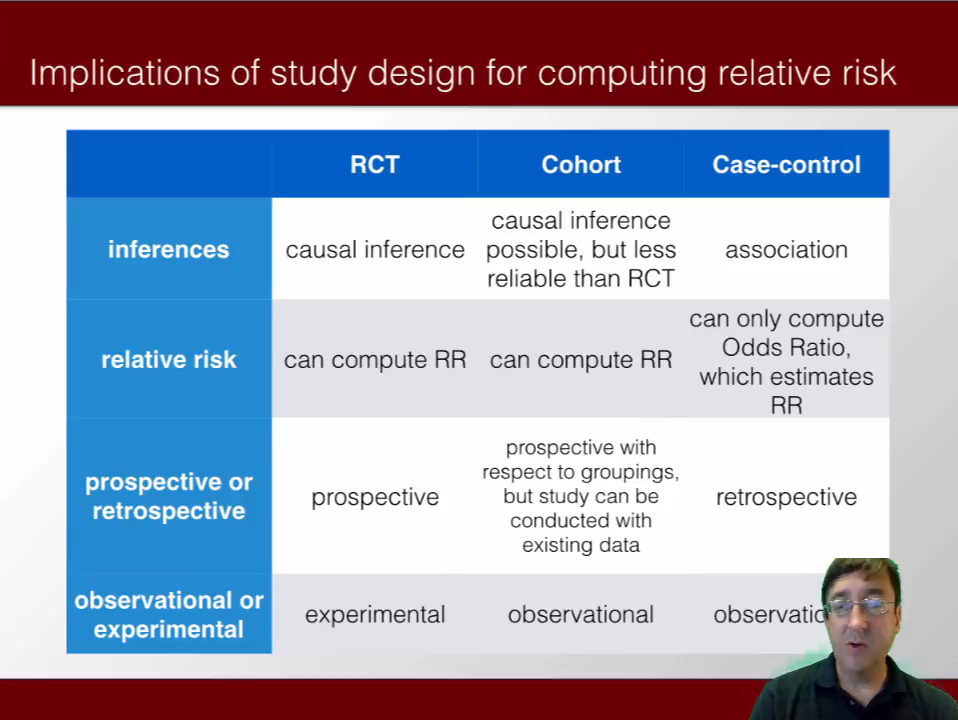 Implications of study design for computing relative risk
RCT
Cohort
Case-control
inferences
causal inference
causal inference
possible, but less
reliable than RCT
association
relative risk
can compute RR
can compute RR
can only compute
Odds Ratio,
which estimates
RR
prospective or
retrospective
prospective
prospective with
respect to groupings,
but study can be
conducted with
existing data
retrospective
observational or
experimental
experimental
observational